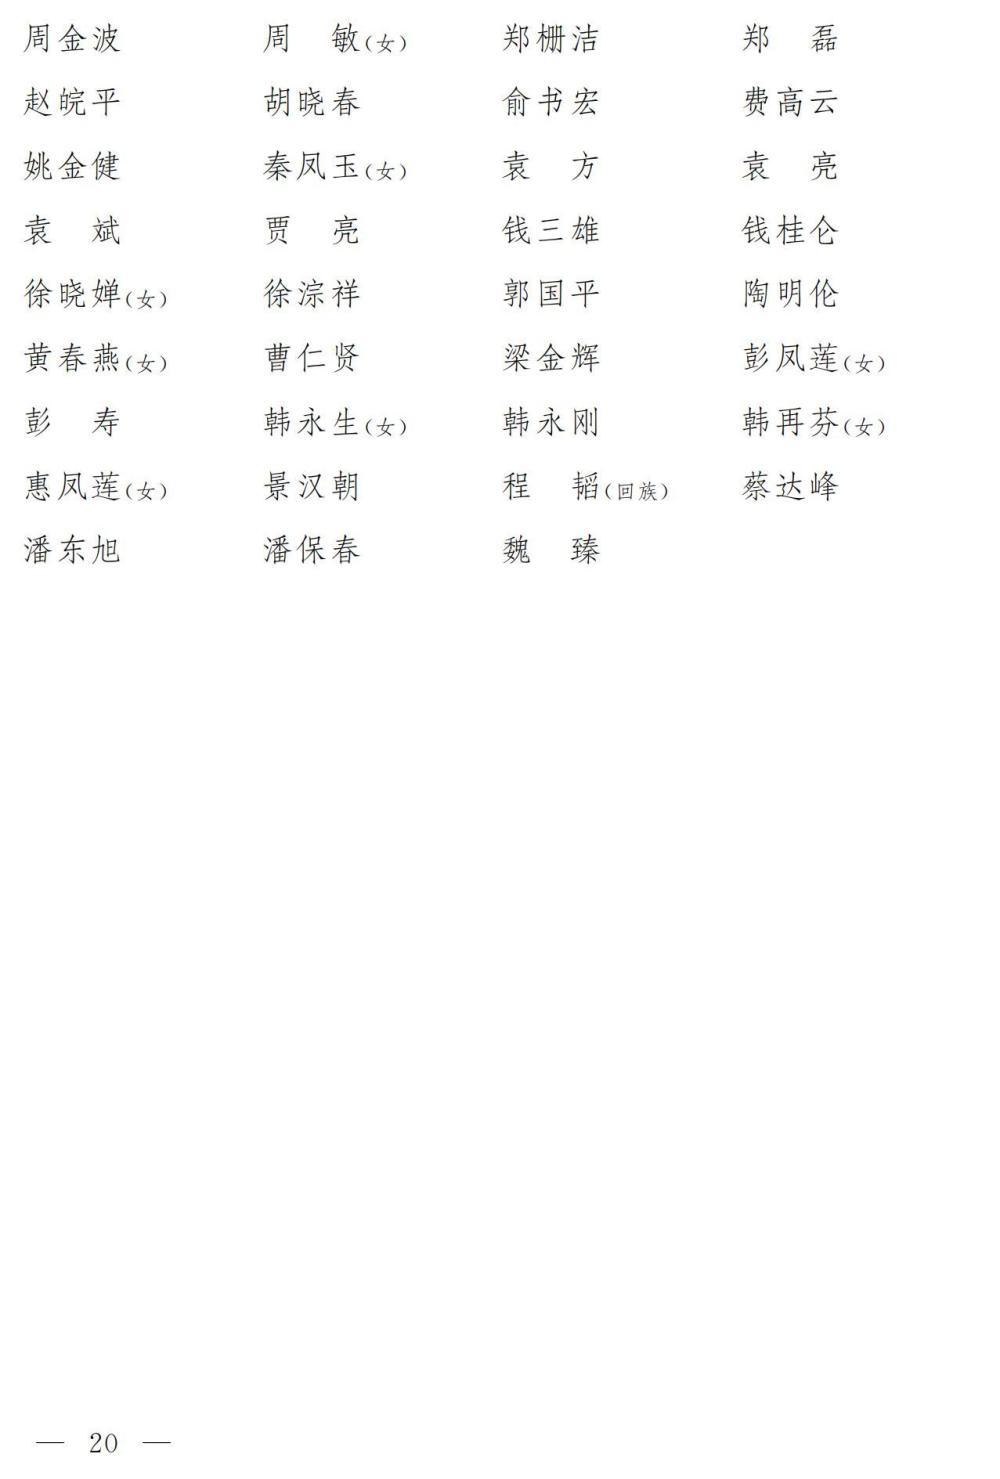 周金波 周　敏(女) 郑栅洁 郑　磊
赵皖平 胡晓春 俞书宏 费高云
姚金健 秦凤玉(女) 袁　方 袁　亮
袁　斌 贾　亮 钱三雄 钱桂仑
徐晓婵(女) 徐淙祥 郭国平 陶明伦
黄春燕(女) 曹仁贤 梁金辉 彭凤莲(女)
彭　寿 韩永生(女) 韩永刚 韩再芬(女)
惠凤莲(女) 景汉朝 程　韬(回族) 蔡达峰
潘东旭 潘保春 魏　臻
— 20 —